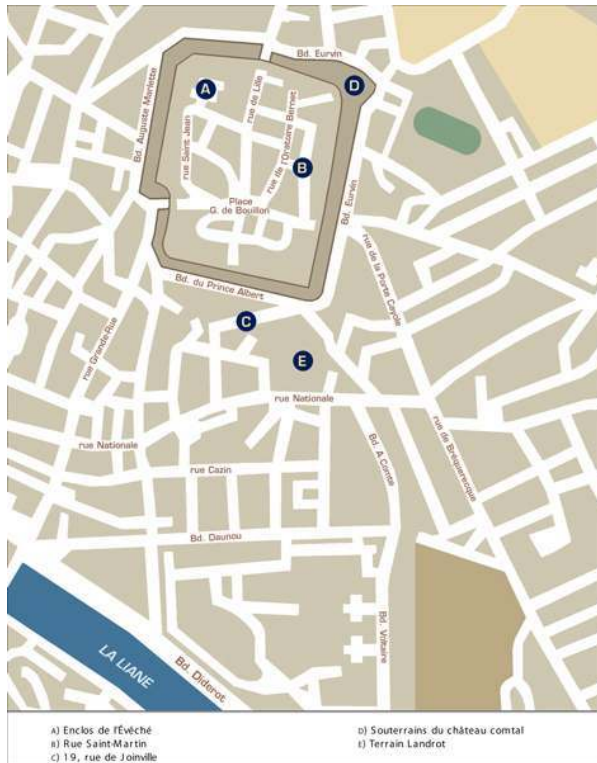 Bd. Eurvin
A
D
rue de Lille
Bd. Auguste Mariette
rue Saint Jean
rue de l'Oratoire Bernet
B
Place
G. de Bouillon
Bd. Eurvin
rue de la Porte Gayole
Bd. du Prince Albert
C
E
rue Grande-Rue
rue Nationale
rue Nationale
rue de Bréquerecque
Bd. A Comte
rue Cazin
Bd. Daunou
Bd. Voltaire
LA LIANE
Bd. Diderot
A) Enclos de l'Évêché
B) Rue Saint-Martin
C) 19, rue de Joinville
D) Souterrains du château comtal
E) Terrain Landrot